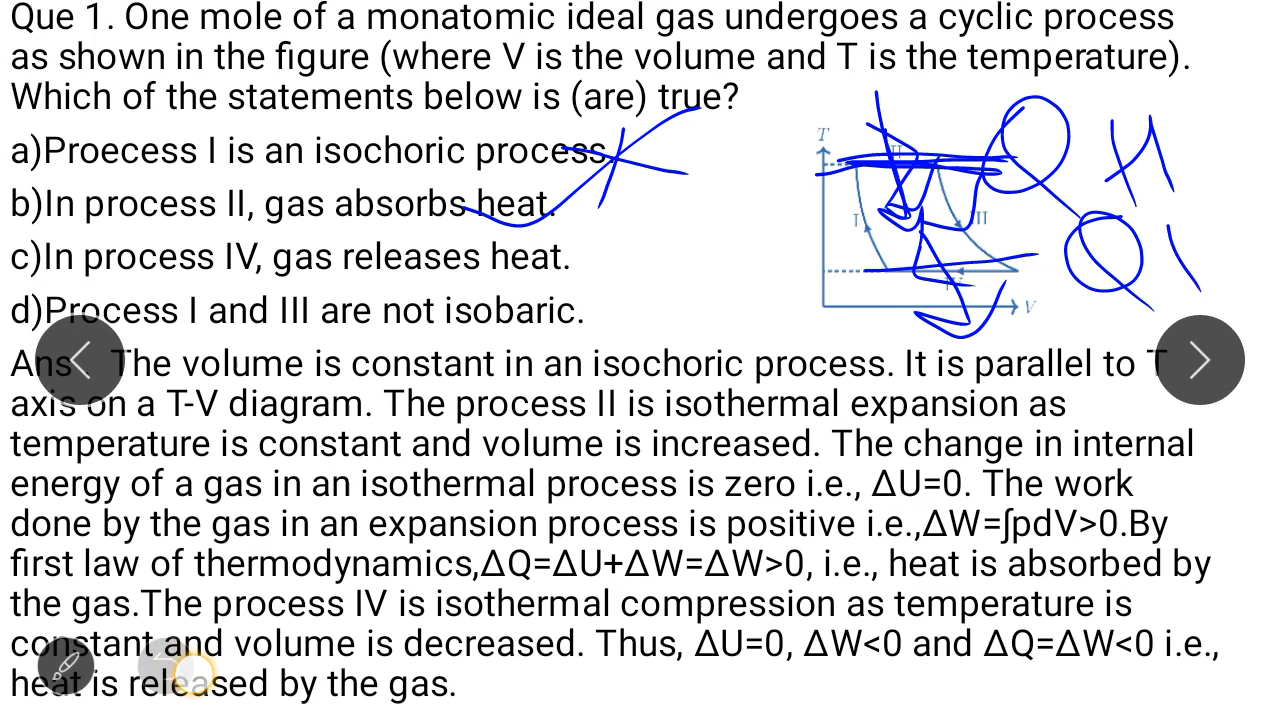 Que 1. One mole of a monatomic ideal gas undergoes a cyclic process
as shown in the figure (where V is the volume and T is the temperature).
Which of the statements below is (are) true?
a)Proecess I is an isochoric process.
b)In process II, gas absorbs heat.
c)In process IV, gas releases heat.
d)Process I and III are not isobaric.
T
II
I
III
IV
V
Ans. The volume is constant in an isochoric process. It is parallel to T
axis on a T-V diagram. The process II is isothermal expansion as
temperature is constant and volume is increased. The change in internal
energy of a gas in an isothermal process is zero i.e., ΔU=0. The work
done by the gas in an expansion process is positive i.e.,ΔW=∫pdV>0.By
first law of thermodynamics,ΔQ=ΔU+ΔW=ΔW>0, i.e., heat is absorbed by
the gas.The process IV is isothermal compression as temperature is
constant and volume is decreased. Thus, ΔU=0, ΔW<0 and ΔQ=ΔW<0 i.e.,
heat is released by the gas.